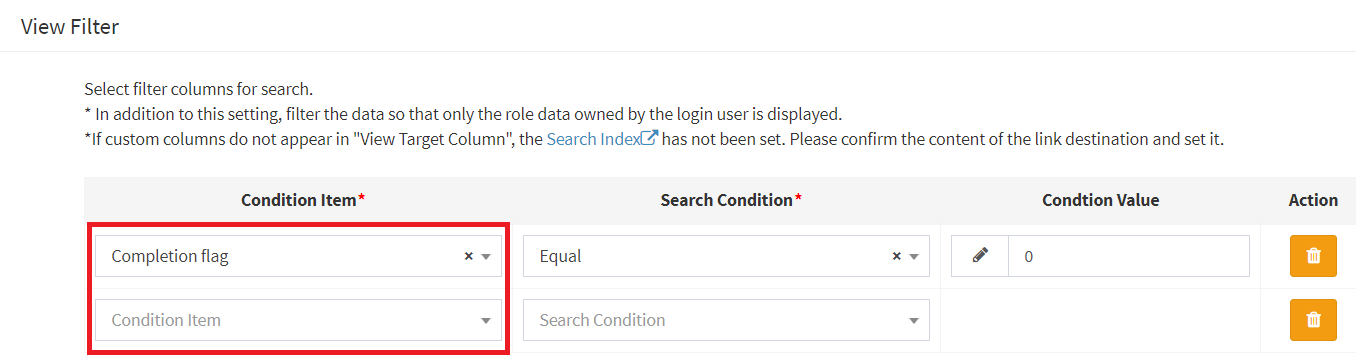 View Filter
Select filter columns for search.
* In addition to this setting, filter the data so that only the role data owned by the login user is displayed.
*If custom columns do not appear in "View Target Column", the Search Index has not been set. Please confirm the content of the link destination and set it.
Condition Item* Search Condition* Condtion Value Action
Completion flag × Equal × 0
Condition Item Search Condition